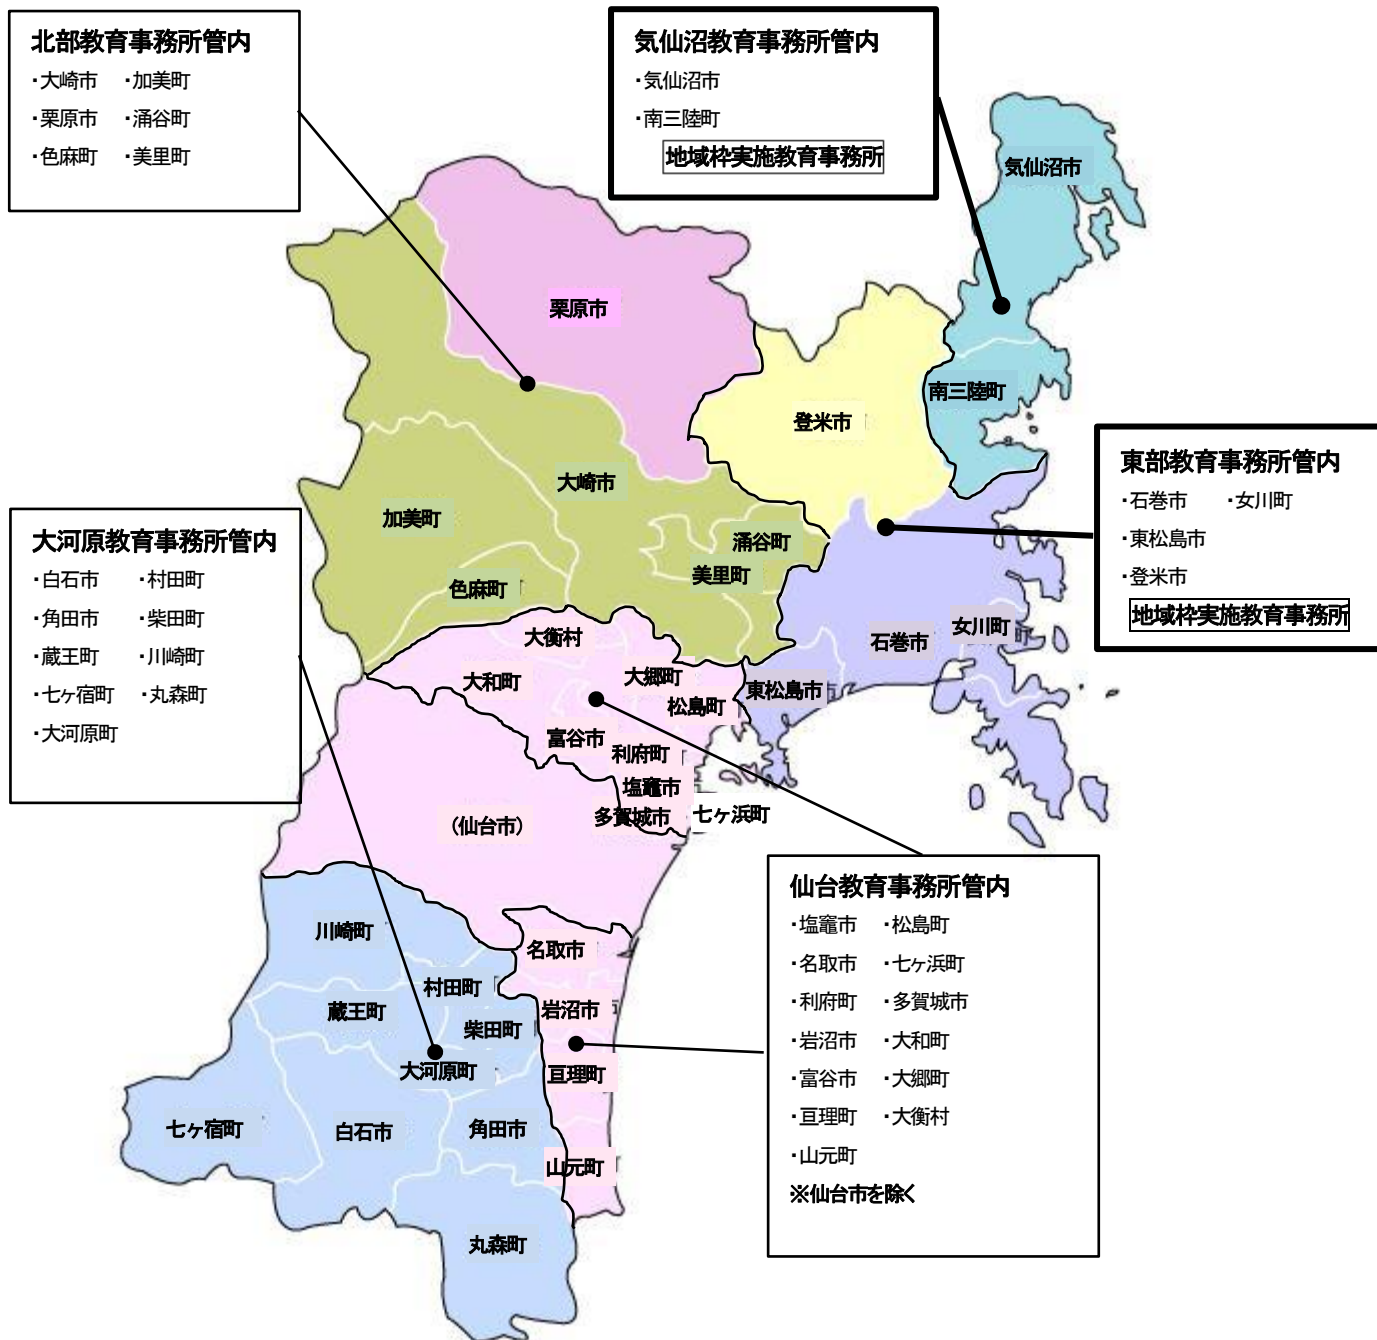 北部教育事務所管内
・大崎市 ・加美町
・栗原市 ・涌谷町
・色麻町 ・美里町
気仙沼教育事務所管内
・気仙沼市
・南三陸町
地域枠実施教育事務所
気仙沼市
栗原市
南三陸町
登米市
東部教育事務所管内
・石巻市 ・女川町
・東松島市
・登米市
地域枠実施教育事務所
大崎市
加美町
涌谷町
美里町
色麻町
大河原教育事務所管内
・白石市 ・村田町
・角田市 ・柴田町
・蔵王町 ・川崎町
・七ヶ宿町 ・丸森町
・大河原町
大衡村
女川町
石巻市
大和町
大郷町
東松島市
松島町
富谷市
利府町
塩竈市
多賀城市
七ヶ浜町
（仙台市）
仙台教育事務所管内
・塩竈市 ・松島町
・名取市 ・七ヶ浜町
・利府町 ・多賀城市
・岩沼市 ・大和町
・富谷市 ・大郷町
・亘理町 ・大衡村
・山元町
※仙台市を除く
川崎町
名取市
村田町
蔵王町
岩沼市
柴田町
大河原町
亘理町
七ヶ宿町
白石市
角田市
山元町
丸森町